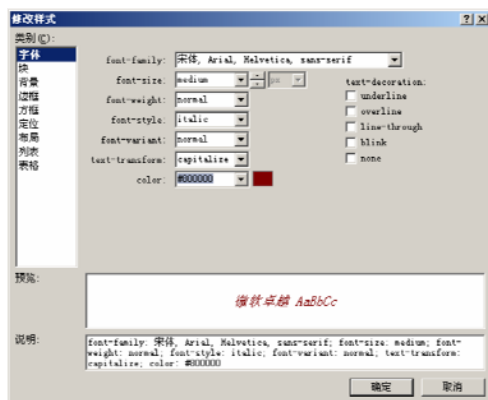 修改样式
类别(C):
字体
块
背景
边框
方框
定位
布局
列表
表格
font-family: 宋体, Arial, Helvetica, sans-serif
font-size: medium px
font-weight: normal
font-style: italic
font-variant: normal
text-transform: capitalize
color: #800000
text-decoration:
underline
overline
line-through
blink
none
预览:
微软卓越 AaBbCc
说明:
font-family: 宋体, Arial, Helvetica, sans-serif; font-size: medium; font-
weight: normal; font-style: italic; font-variant: normal; text-transform:
capitalize; color: #800000
确定
取消